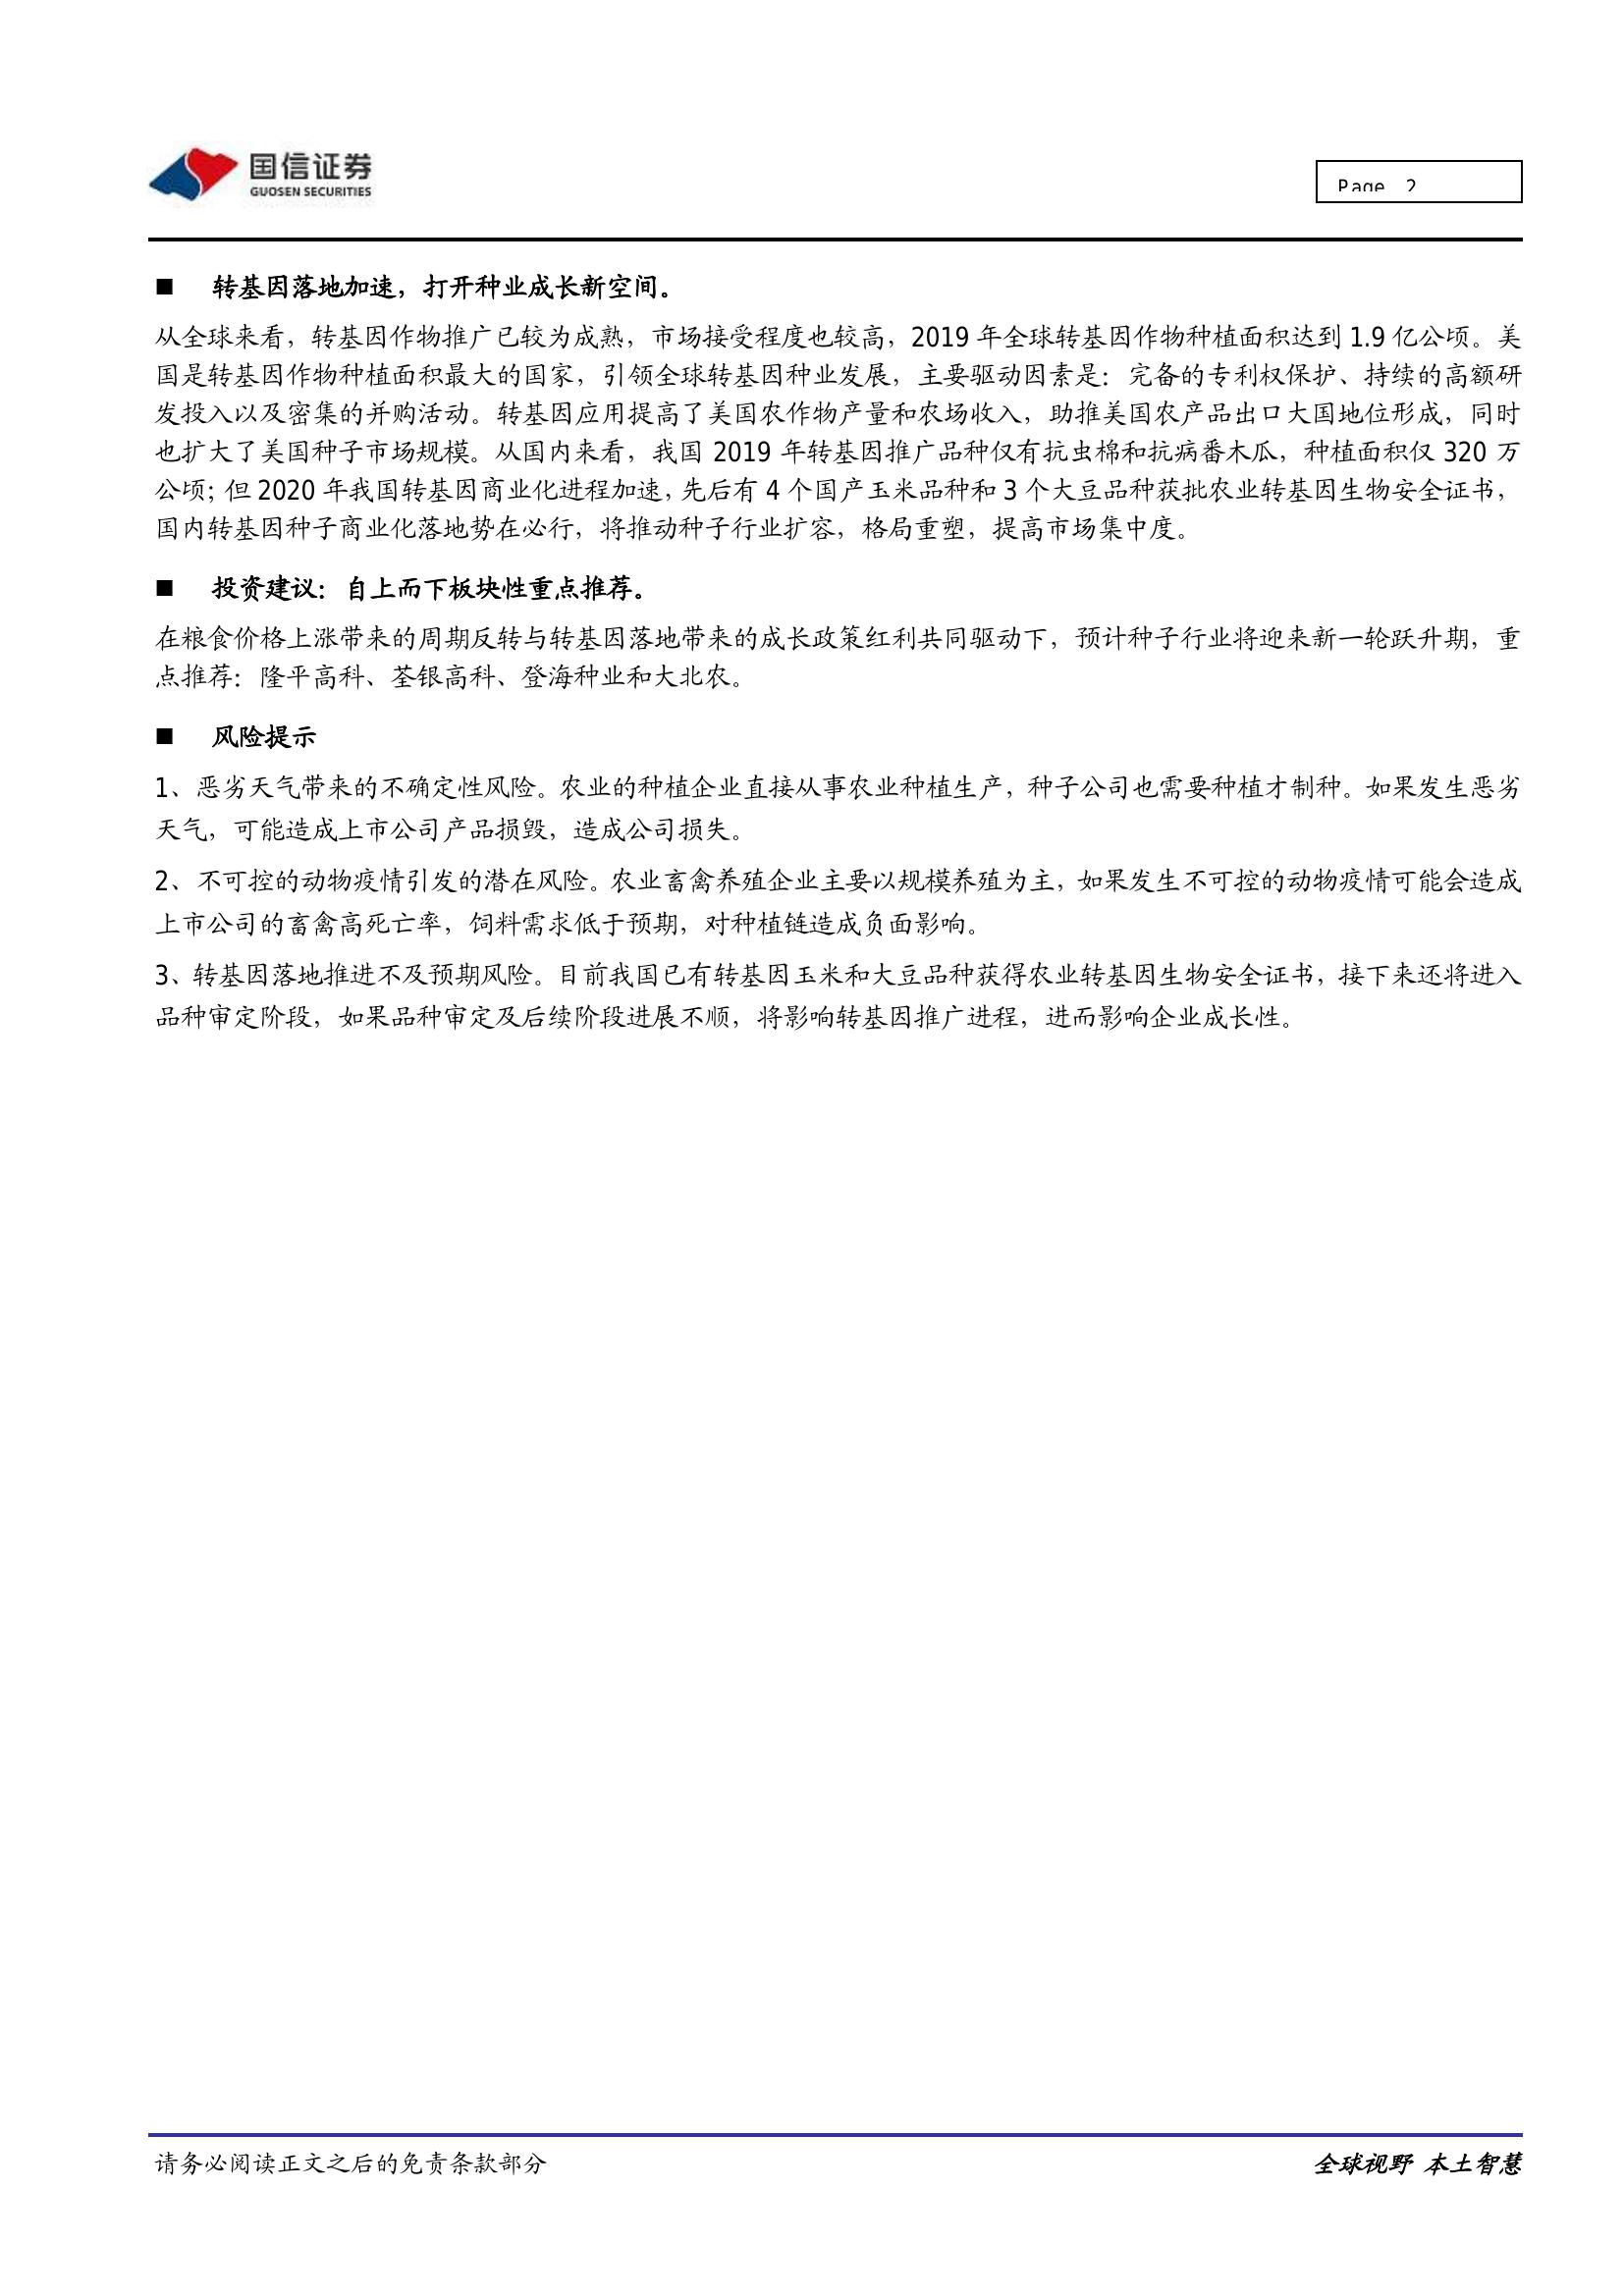 国信证券
GUOSEN SECURITIES
Page 2
■ 转基因落地加速，打开种业成长新空间。
从全球来看，转基因作物推广已较为成熟，市场接受程度也较高，2019 年全球转基因作物种植面积达到 1.9 亿公顷。美
国是转基因作物种植面积最大的国家，引领全球转基因种业发展，主要驱动因素是：完备的专利权保护、持续的高额研
发投入以及密集的并购活动。转基因应用提高了美国农作物产量和农场收入，助推美国农产品出口大国地位形成，同时
也扩大了美国种子市场规模。从国内来看，我国 2019 年转基因推广品种仅有抗虫棉和抗病番木瓜，种植面积仅 320 万
公顷；但 2020 年我国转基因商业化进程加速，先后有 4 个国产玉米品种和 3 个大豆品种获批农业转基因生物安全证书，
国内转基因种子商业化落地势在必行，将推动种子行业扩容，格局重塑，提高市场集中度。
■ 投资建议：自上而下板块性重点推荐。
在粮食价格上涨带来的周期反转与转基因落地带来的成长政策红利共同驱动下，预计种子行业将迎来新一轮跃升期，重
点推荐：隆平高科、荃银高科、登海种业和大北农。
■ 风险提示
1、恶劣天气带来的不确定性风险。农业的种植企业直接从事农业种植生产，种子公司也需要种植才制种。如果发生恶劣
天气，可能造成上市公司产品损毁，造成公司损失。
2、不可控的动物疫情引发的潜在风险。农业畜禽养殖企业主要以规模养殖为主，如果发生不可控的动物疫情可能会造成
上市公司的畜禽高死亡率，饲料需求低于预期，对种植链造成负面影响。
3、转基因落地推进不及预期风险。目前我国已有转基因玉米和大豆品种获得农业转基因生物安全证书，接下来还将进入
品种审定阶段，如果品种审定及后续阶段进展不顺，将影响转基因推广进程，进而影响企业成长性。
请务必阅读正文之后的免责条款部分
全球视野 本土智慧